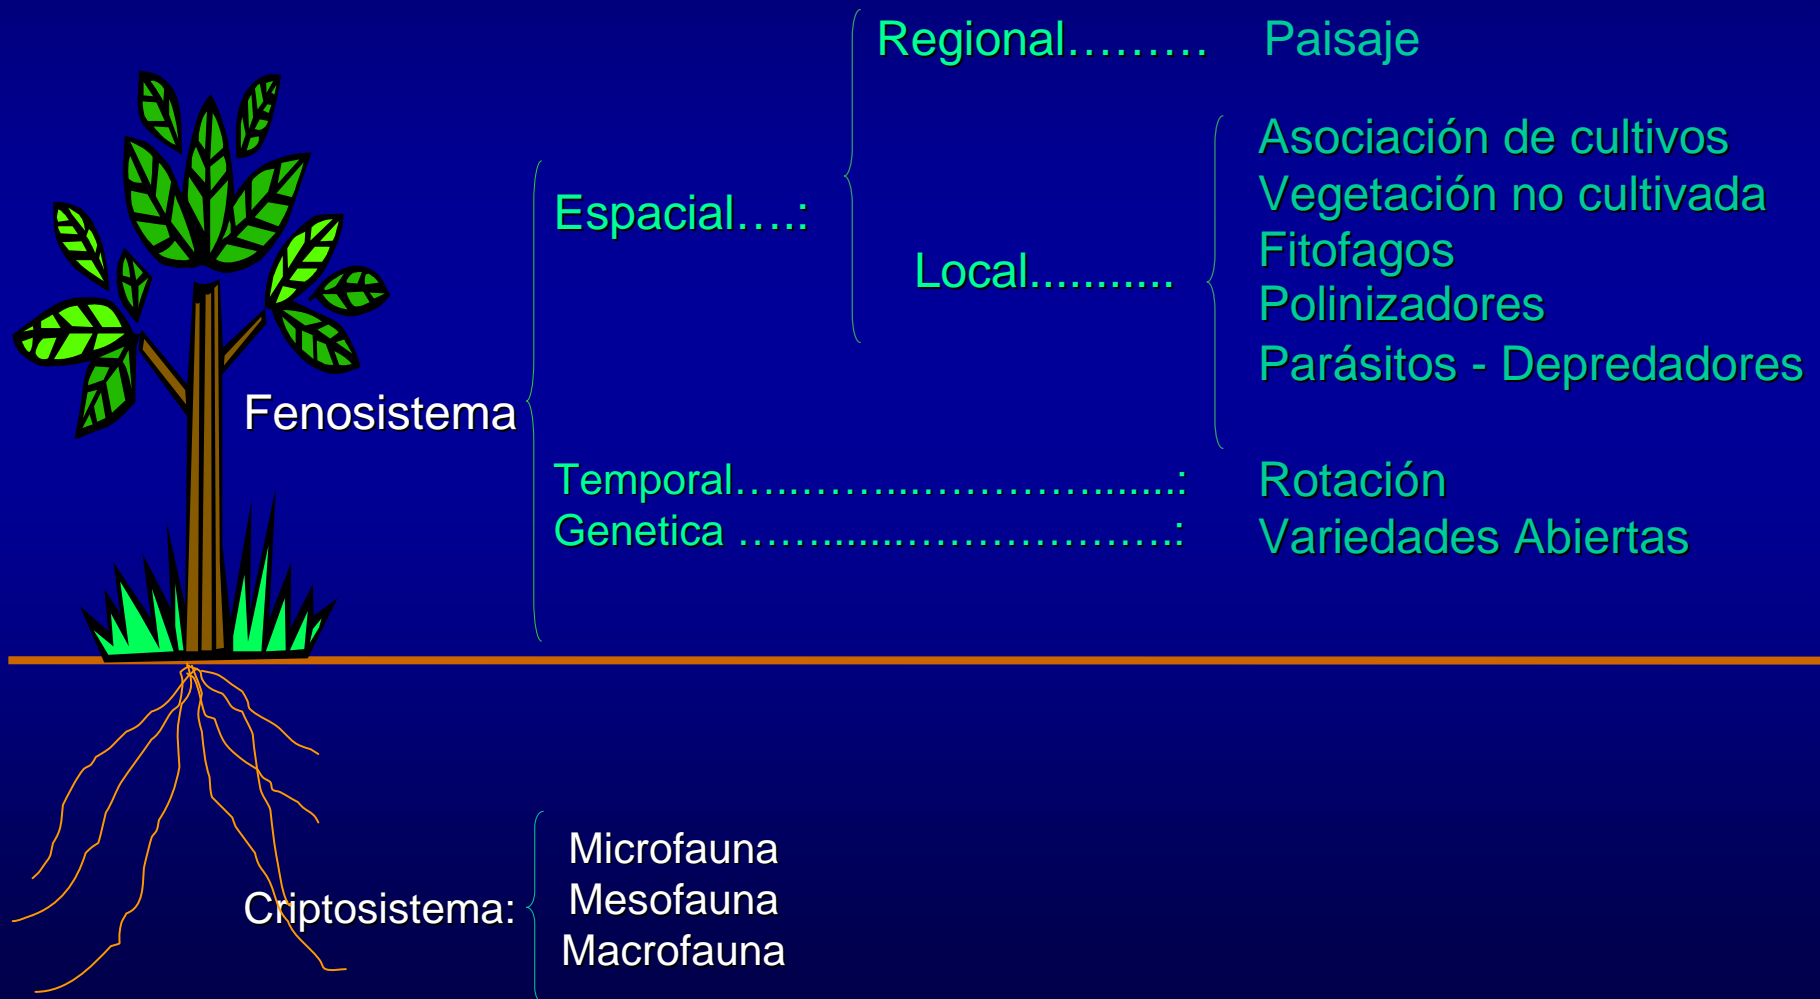 Regional……… Paisaje
Asociación de cultivos
Vegetación no cultivada
Espacial….:
Fitofagos
Local...........
Polinizadores
Parásitos - Depredadores
Fenosistema
Temporal…..……...………….......: Rotación
Genetica ……......……………….: Variedades Abiertas
Microfauna
Criptosistema: Mesofauna
Macrofauna